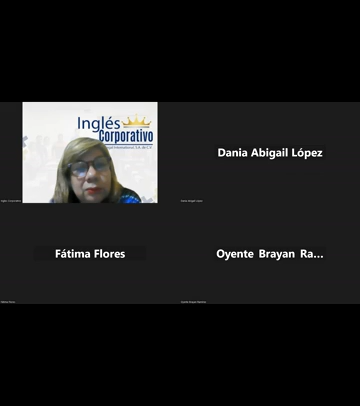 Inglés
Corporativo
Dania Abigail López
Fátima Flores
Oyente Brayan Ra...